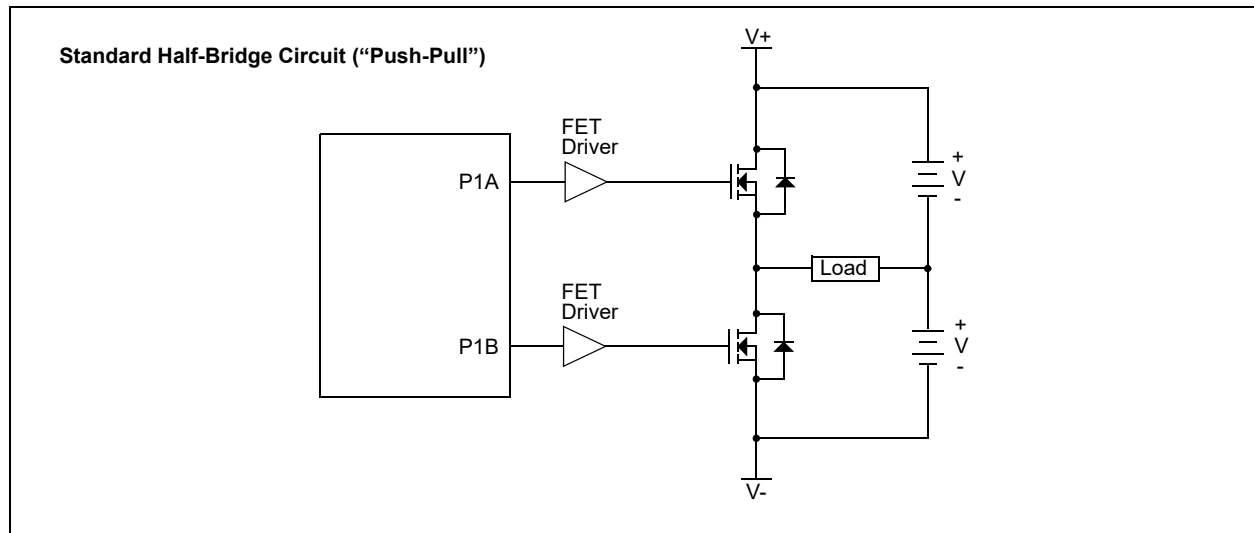 Standard Half-Bridge Circuit (“Push-Pull”)
V+
FET
Driver
P1A
+
V
-
Load
FET
Driver
P1B
+
V
-
V-